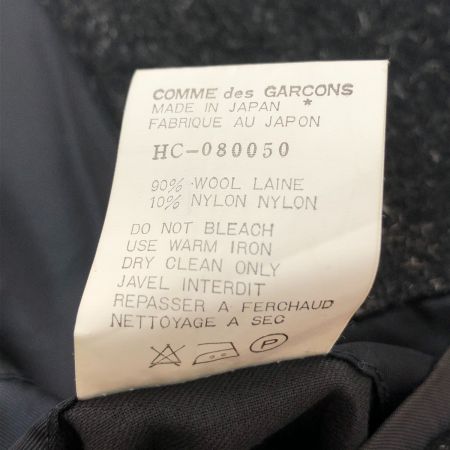 COMME des GARCONS *
MADE IN JAPAN
FABRIQUE AU JAPON
HC-080050
90% WOOL LAINE
10% NYLON NYLON
DO NOT BLEACH
USE WARM IRON
DRY CLEAN ONLY
JAVEL INTERDIT
REPASSER A FERCHAUD
NETTOYAGE A SEC
P